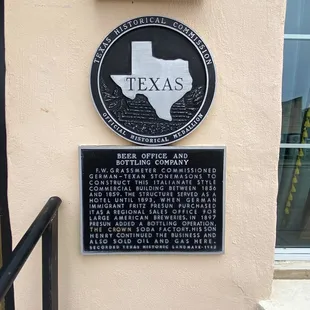 TEXAS HISTORICAL COMMISSION
TEXAS
OFFICIAL HISTORICAL MEDALLION
BEER OFFICE AND
BOTTLING COMPANY
F.W. GRASSMEYER COMMISSIONED
GERMAN-TEXAN STONEMASONS TO
CONSTRUCT THIS ITALIANATE STYLE
COMMERCIAL BUILDING BETWEEN 1856
AND 1859. THE STRUCTURE SERVED AS A
HOTEL UNTIL 1893, WHEN GERMAN
IMMIGRANT FRITZ PRESUN PURCHASED
IT AS A REGIONAL SALES OFFICE FOR
LARGE AMERICAN BREWERIES. IN 1897
PRESUN ADDED A BOTTLING OPERATION,
THE CROWN SODA FACTORY. HIS SON
HENRY CONTINUED THE BUSINESS AND
ALSO SOLD OIL AND GAS HERE.
RECORDED TEXAS HISTORIC LANDMARK